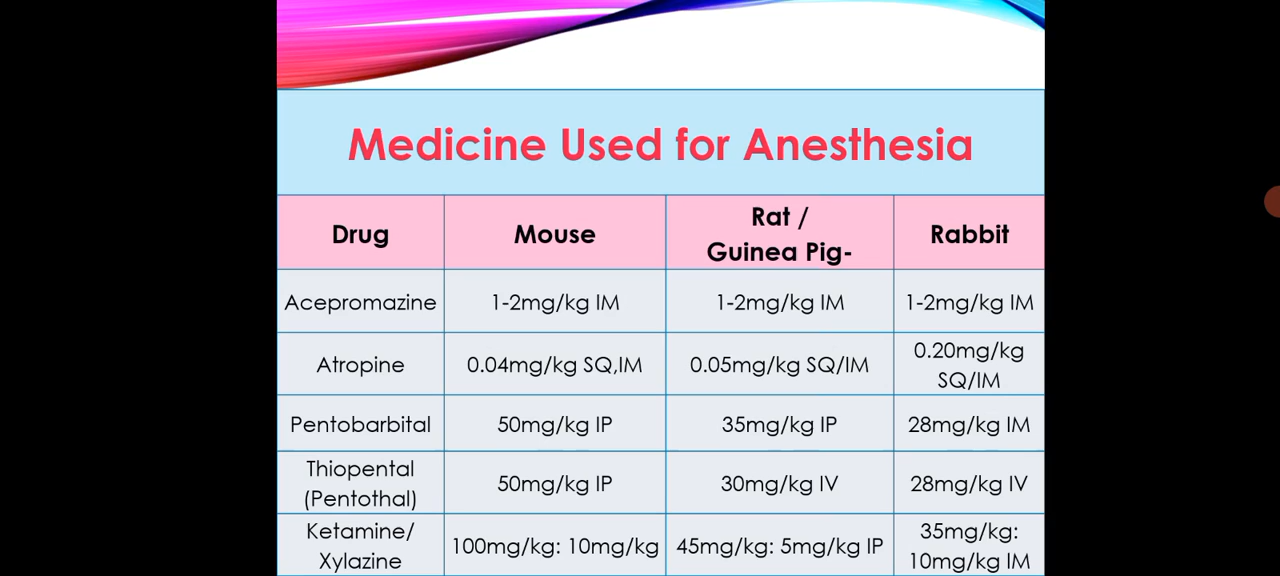 Medicine Used for Anesthesia
Drug
Mouse
Rat /
Guinea Pig-
Rabbit
Acepromazine
1-2mg/kg IM
1-2mg/kg IM
1-2mg/kg IM
Atropine
0.04mg/kg SQ,IM
0.05mg/kg SQ/IM
0.20mg/kg
SQ/IM
Pentobarbital
50mg/kg IP
35mg/kg IP
28mg/kg IM
Thiopental
(Pentothal)
50mg/kg IP
30mg/kg IV
28mg/kg IV
Ketamine/
Xylazine
100mg/kg: 10mg/kg
45mg/kg: 5mg/kg IP
35mg/kg:
10mg/kg IM